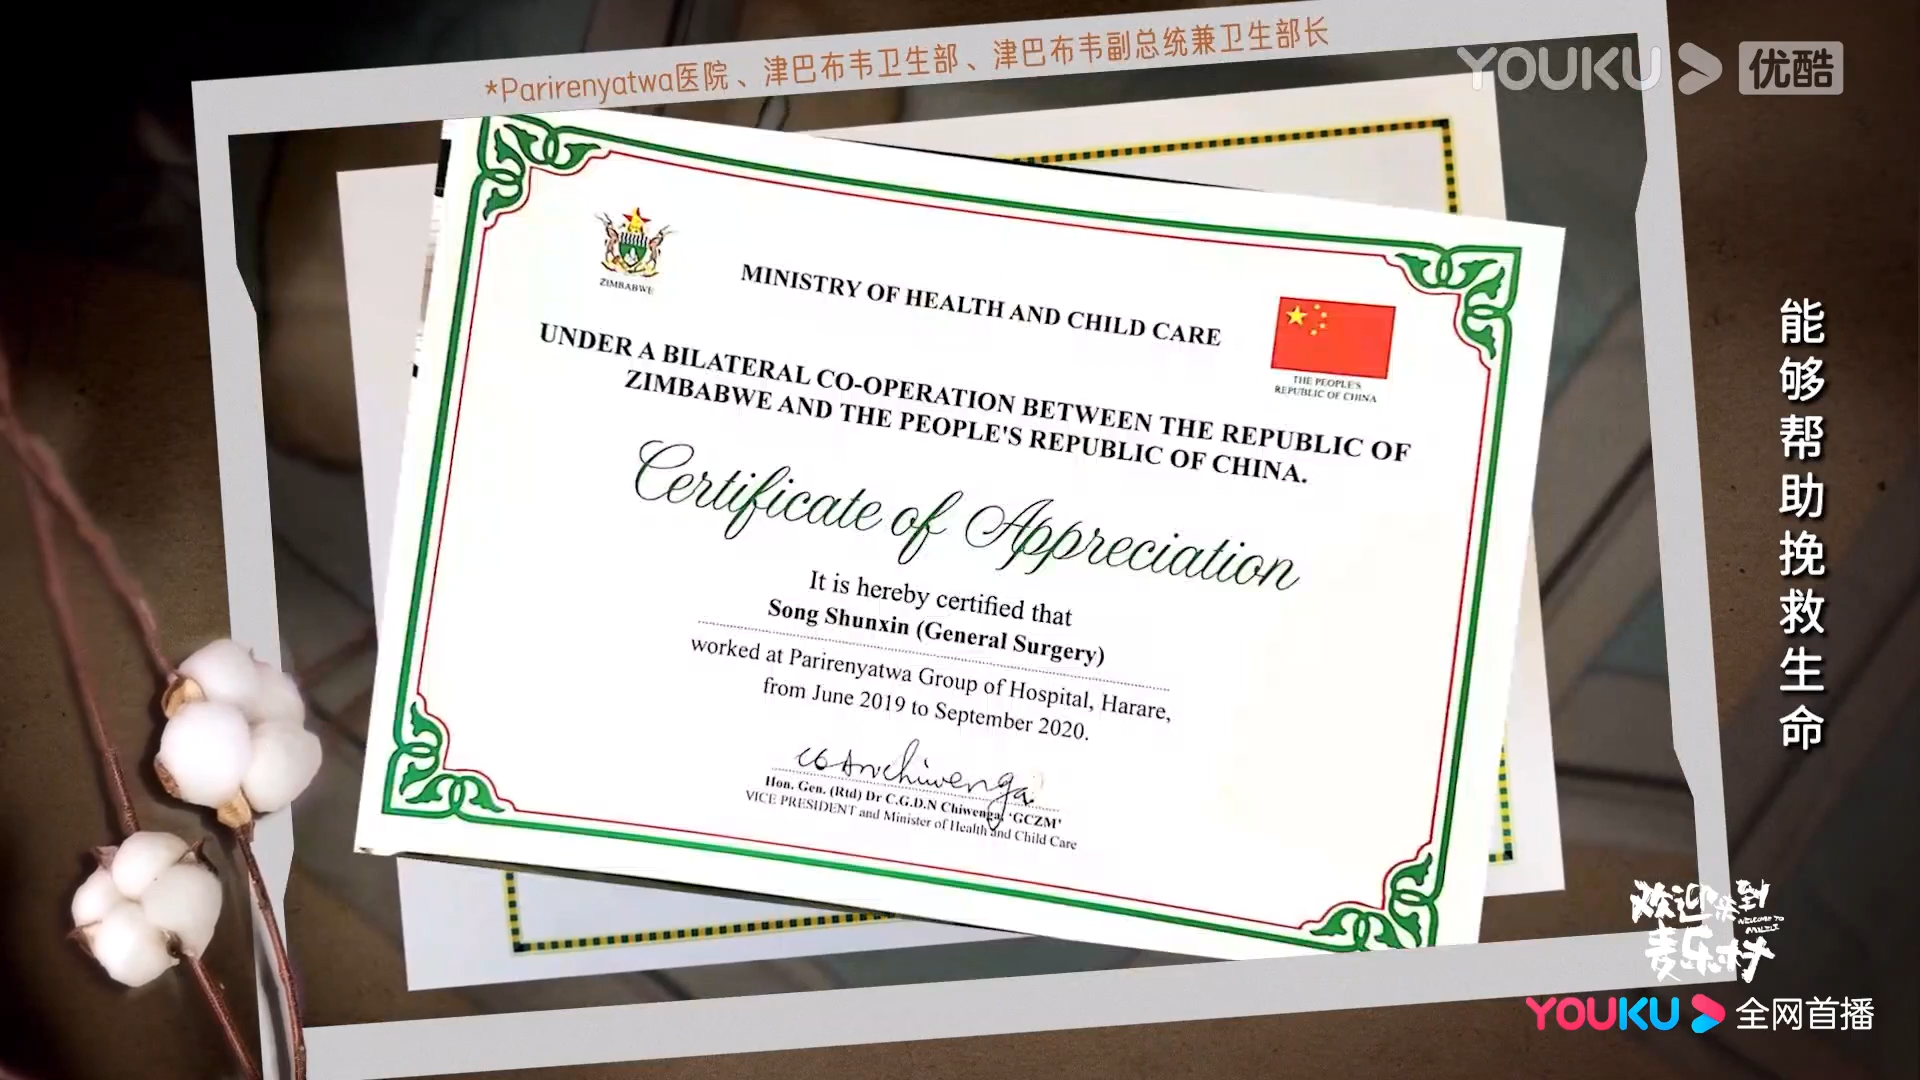 *Parirenyatwa医院、津巴布韦卫生部、津巴布韦副总统兼卫生部长
YOUKU 优酷
ZIMBABWE
MINISTRY OF HEALTH AND CHILD CARE
THE PEOPLE'S
REPUBLIC OF CHINA
UNDER A BILATERAL CO-OPERATION BETWEEN THE REPUBLIC OF
ZIMBABWE AND THE PEOPLE'S REPUBLIC OF CHINA.
Certificate of Appreciation
It is hereby certified that
Song Shunxin (General Surgery)
worked at Parirenyatwa Group of Hospital, Harare,
from June 2019 to September 2020.
Hon. Gen. (Rtd) Dr C.G.D.N Chiwenga, 'GCZM'
VICE PRESIDENT and Minister of Health and Child Care
能够帮助挽救生命
欢迎来到
WELCOME TO
麦乐村
YOUKU 全网首播